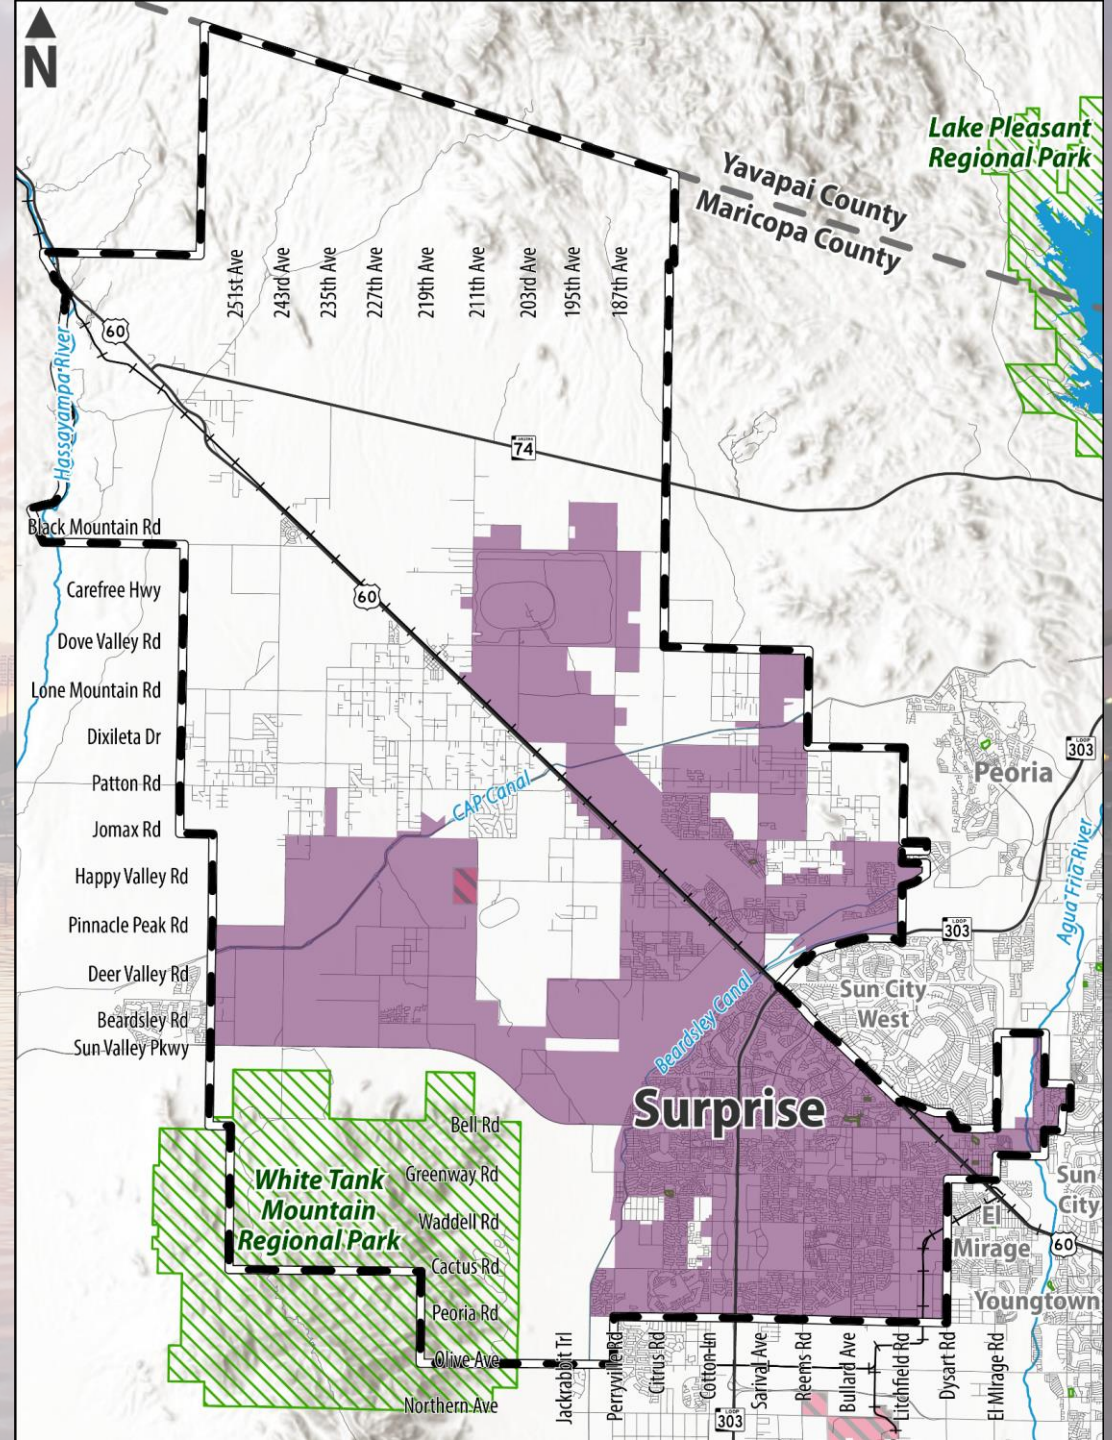 N
Lake Pleasant
Regional Park
Yavapai County
Maricopa County
251st Ave
243rd Ave
235th Ave
227th Ave
219th Ave
211th Ave
203rd Ave
195th Ave
187th Ave
60
Hassayampa River
ARIZONA
74
Black Mountain Rd
Carefree Hwy
60
Dove Valley Rd
Lone Mountain Rd
Dixileta Dr
LOOP
303
Peoria
Patton Rd
CAP Canal
Jomax Rd
Agua Fria River
Happy Valley Rd
Pinnacle Peak Rd
LOOP
303
Deer Valley Rd
Sun City
West
Beardsley Canal
Beardsley Rd
Sun Valley Pkwy
Surprise
Bell Rd
White Tank
Mountain
Regional Park
Greenway Rd
Waddell Rd
Cactus Rd
Peoria Rd
Olive Ave
Northern Ave
Sun
City
El
Mirage
60
Youngtown
Jackrabbit Trl
Perryville Rd
Citrus Rd
Cotton Ln
Sarival Ave
Reems Rd
Bullard Ave
Litchfield Rd
Dysart Rd
El Mirage Rd
LOOP
303